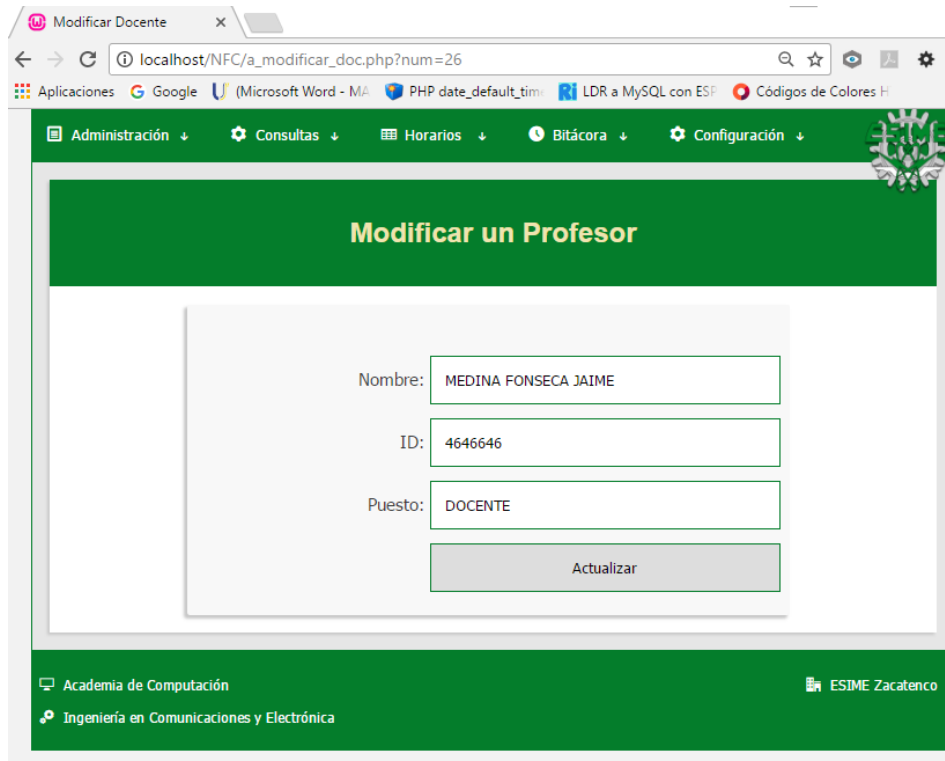 Modificar Docente
localhost/NFC/a_modificar_doc.php?num=26
Aplicaciones Google (Microsoft Word - MA PHP date_default_time LDR a MySQL con ESP Códigos de Colores H
Administración Consultas Horarios Bitácora Configuración
Modificar un Profesor
Nombre: MEDINA FONSECA JAIME
ID: 4646646
Puesto: DOCENTE
Actualizar
Academia de Computación ESIME Zacatenco
Ingeniería en Comunicaciones y Electrónica